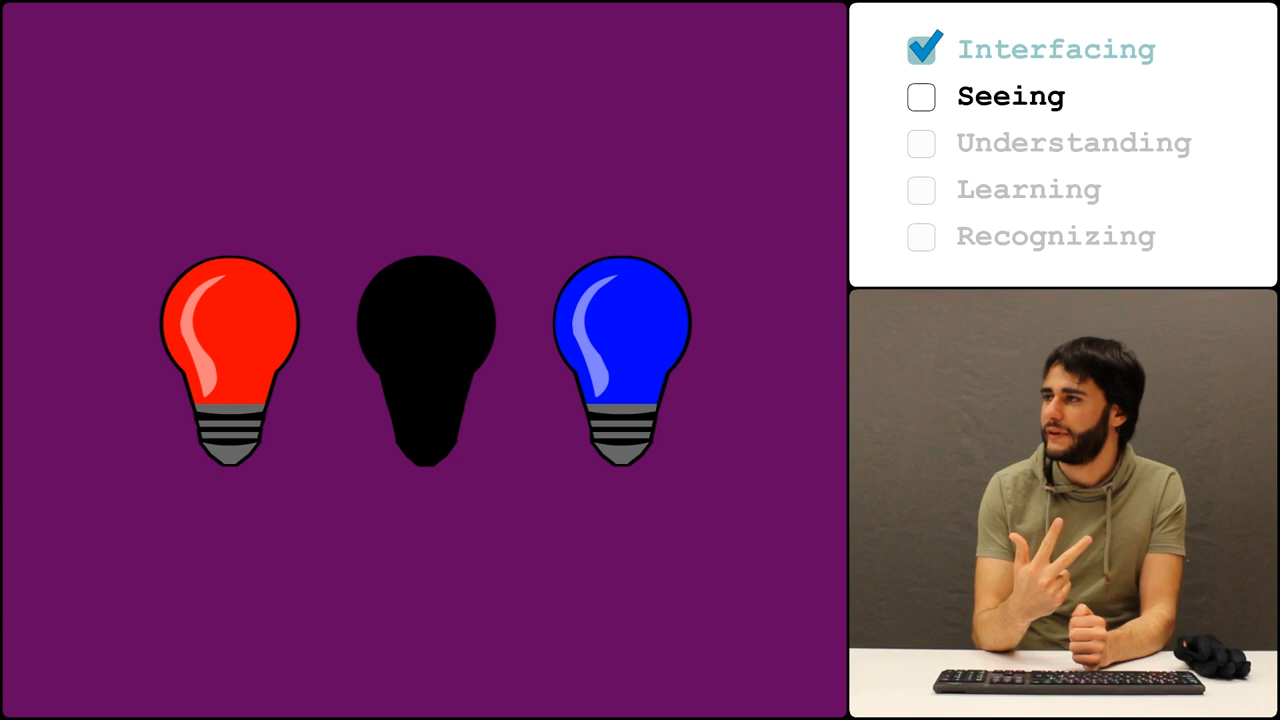 Interfacing
Seeing
Understanding
Learning
Recognizing